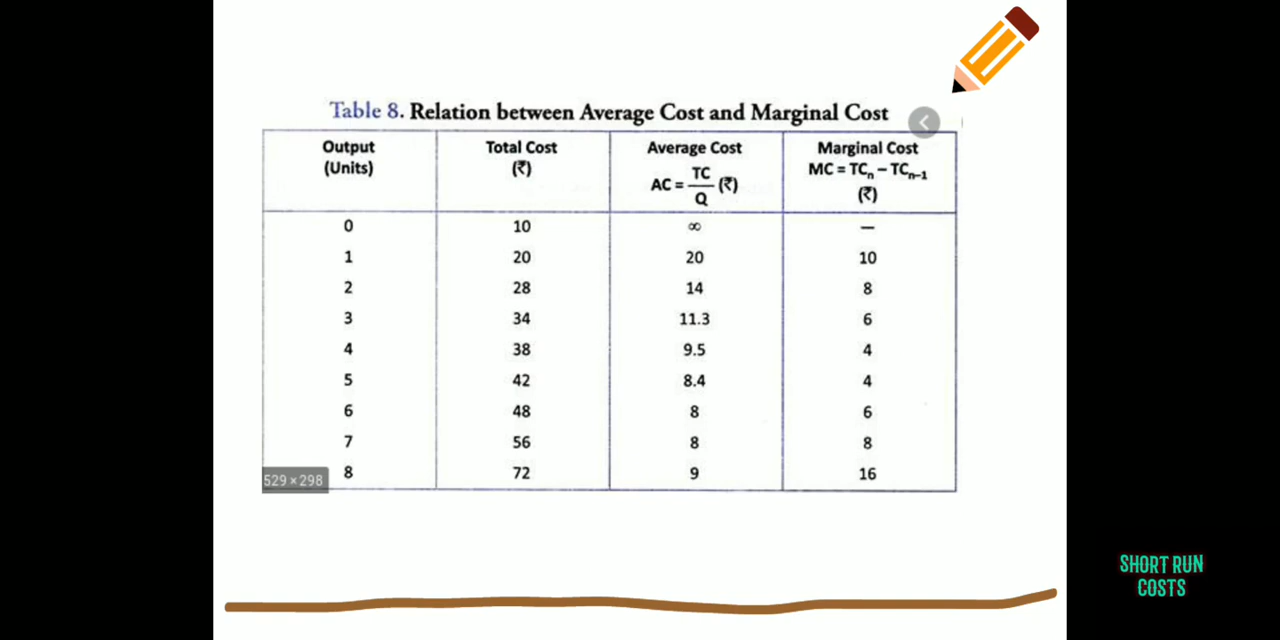 Table 8. Relation between Average Cost and Marginal Cost
Output (Units) Total Cost (₹) Average Cost AC = TC/Q (₹) Marginal Cost MC = TCₙ – TCₙ₋₁ (₹)
0 10 ∞ —
1 20 20 10
2 28 14 8
3 34 11.3 6
4 38 9.5 4
5 42 8.4 4
6 48 8 6
7 56 8 8
8 72 9 16
529 × 298
SHORT RUN
COSTS